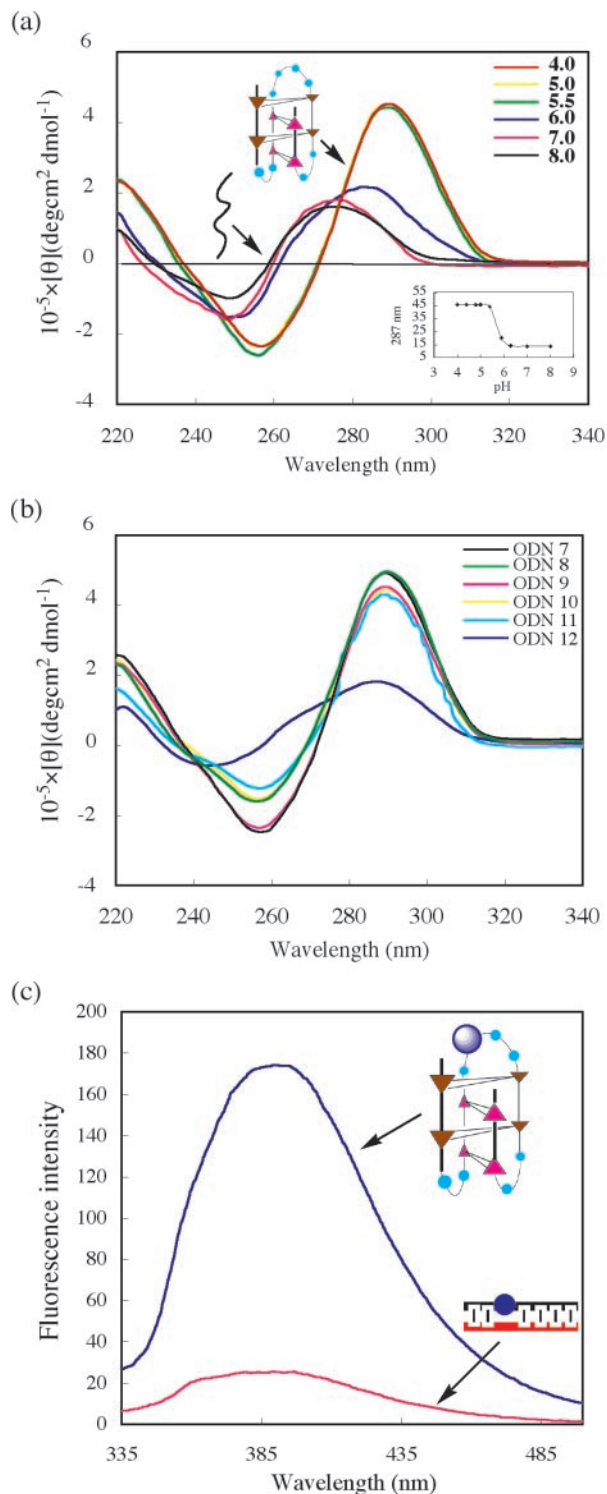 (a)
6
4
2
0
-2
-4
10⁻⁵×[θ](degcm² dmol⁻¹)
4.0
5.0
5.5
6.0
7.0
8.0
287 nm
55
45
35
25
15
5
3 4 5 6 7 8 9
pH
220 240 260 280 300 320 340
Wavelength (nm)
(b)
6
4
2
0
-2
-4
10⁻⁵×[θ](degcm² dmol⁻¹)
ODN 7
ODN 8
ODN 9
ODN 10
ODN 11
ODN 12
220 240 260 280 300 320 340
Wavelength (nm)
(c)
200
180
160
140
120
100
80
60
40
20
0
Fluorescence intensity
335 385 435 485
Wavelength (nm)